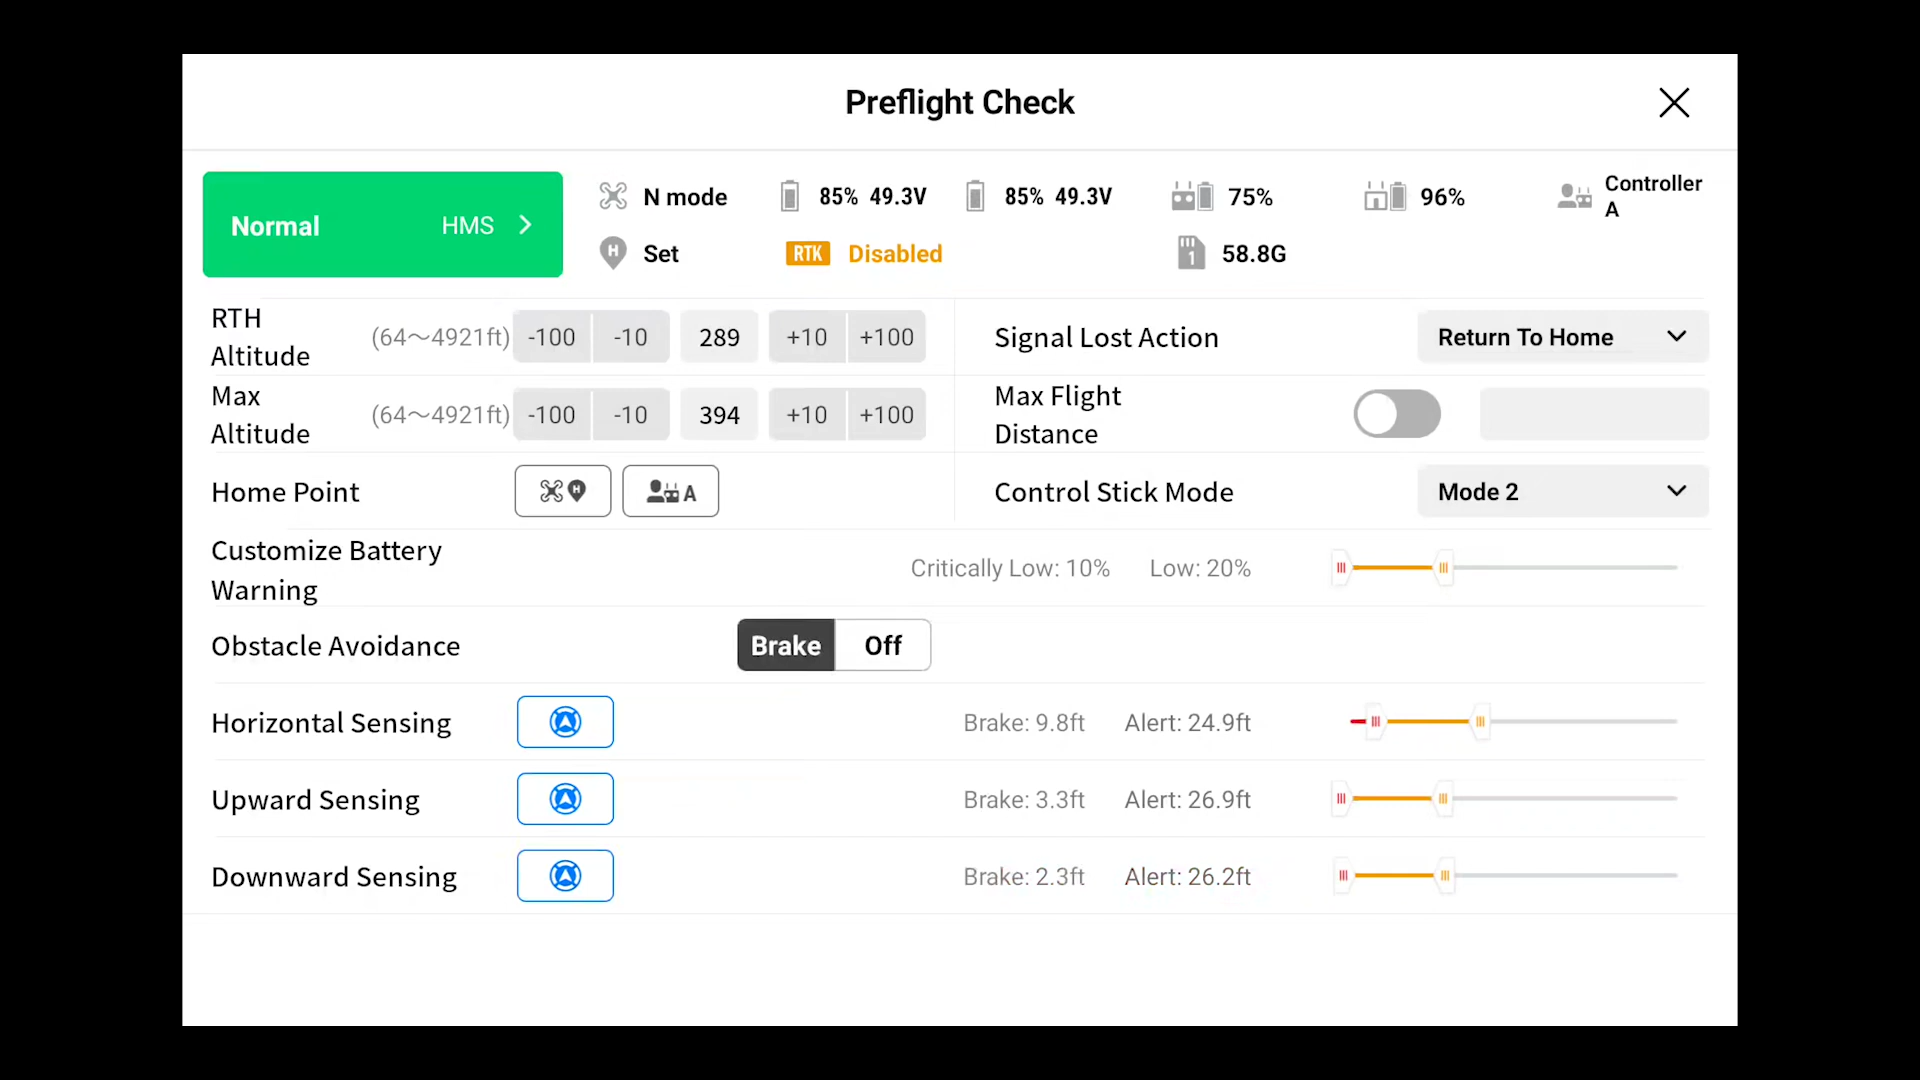 Preflight Check
Normal HMS
N mode 85% 49.3V 85% 49.3V 75% 96% Controller
A
H Set RTK Disabled 1 58.8G
RTH
Altitude (64～4921ft) -100 -10 289 +10 +100 Signal Lost Action Return To Home
Max
Altitude (64～4921ft) -100 -10 394 +10 +100 Max Flight
Distance
Home Point H A Control Stick Mode Mode 2
Customize Battery
Warning Critically Low: 10% Low: 20%
Obstacle Avoidance Brake Off
Horizontal Sensing Brake: 9.8ft Alert: 24.9ft
Upward Sensing Brake: 3.3ft Alert: 26.9ft
Downward Sensing Brake: 2.3ft Alert: 26.2ft